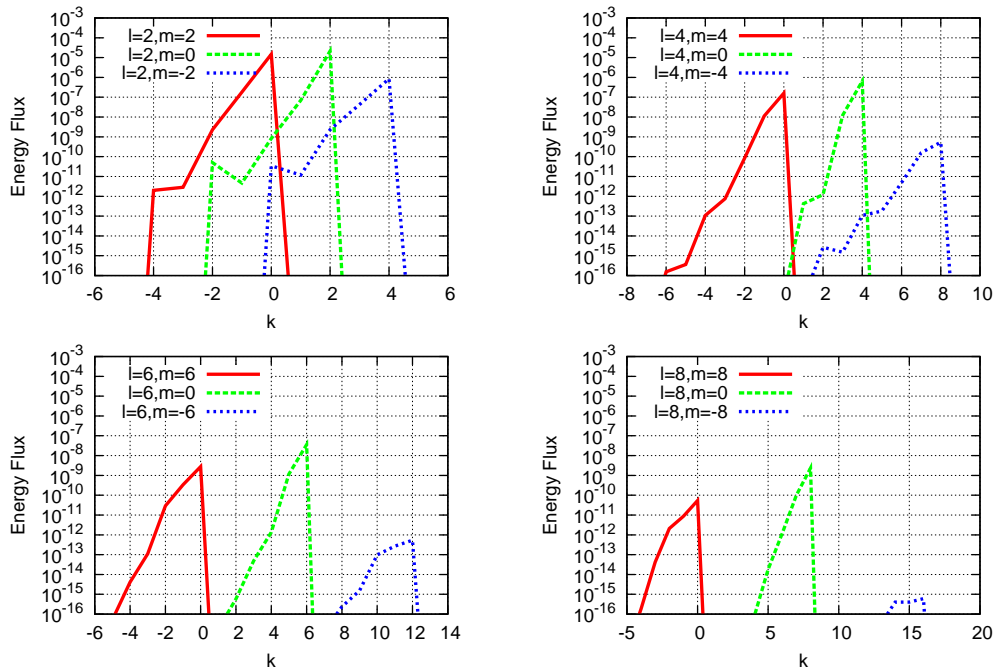 10^-3
10^-4
10^-5
10^-6
10^-7
10^-8
10^-9
10^-10
10^-11
10^-12
10^-13
10^-14
10^-15
10^-16
Energy Flux
l=2,m=2
l=2,m=0
l=2,m=-2
-6 -4 -2 0 2 4 6
k
10^-3
10^-4
10^-5
10^-6
10^-7
10^-8
10^-9
10^-10
10^-11
10^-12
10^-13
10^-14
10^-15
10^-16
Energy Flux
l=4,m=4
l=4,m=0
l=4,m=-4
-8 -6 -4 -2 0 2 4 6 8 10
k
10^-3
10^-4
10^-5
10^-6
10^-7
10^-8
10^-9
10^-10
10^-11
10^-12
10^-13
10^-14
10^-15
10^-16
Energy Flux
l=6,m=6
l=6,m=0
l=6,m=-6
-6 -4 -2 0 2 4 6 8 10 12 14
k
10^-3
10^-4
10^-5
10^-6
10^-7
10^-8
10^-9
10^-10
10^-11
10^-12
10^-13
10^-14
10^-15
10^-16
Energy Flux
l=8,m=8
l=8,m=0
l=8,m=-8
-5 0 5 10 15 20
k